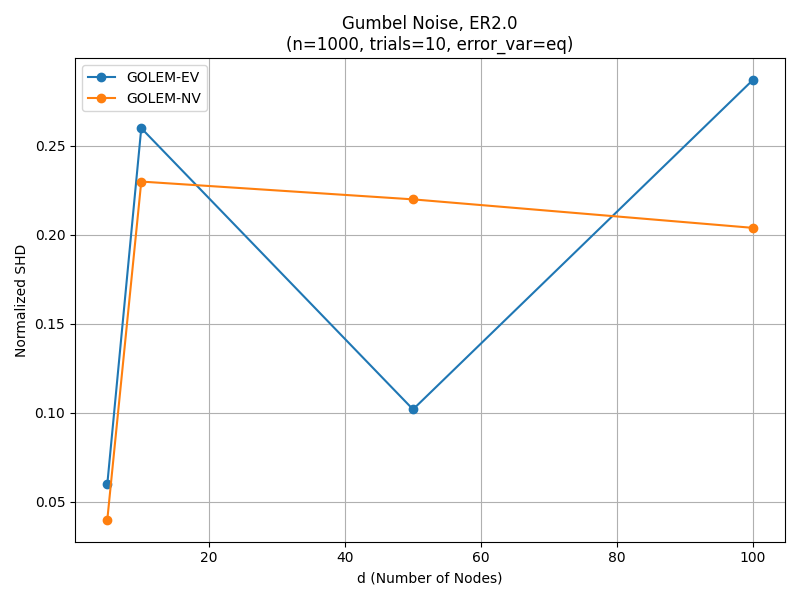 Gumbel Noise, ER2.0
(n=1000, trials=10, error_var=eq)
GOLEM-EV
GOLEM-NV
Normalized SHD
0.25
0.20
0.15
0.10
0.05
20 40 60 80 100
d (Number of Nodes)